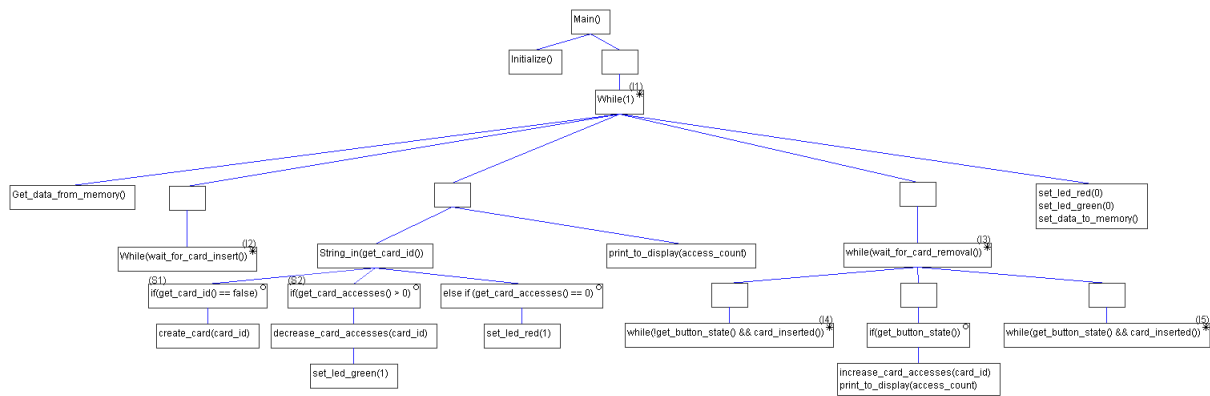 Main()
Initialize()
(I1)
While(1) *
Get_data_from_memory()
set_led_red(0)
set_led_green(0)
set_data_to_memory()
(I2)
While(wait_for_card_insert()) *
String_in(get_card_id())
print_to_display(access_count)
(I3)
while(wait_for_card_removal()) *
(S1)
if(get_card_id() == false)
(S2)
if(get_card_accesses() > 0)
else if (get_card_accesses() == 0)
create_card(card_id)
decrease_card_accesses(card_id)
set_led_red(1)
(I4)
while(!get_button_state() && card_inserted()) *
if(get_button_state())
(I5)
while(get_button_state() && card_inserted()) *
set_led_green(1)
increase_card_accesses(card_id)
print_to_display(access_count)